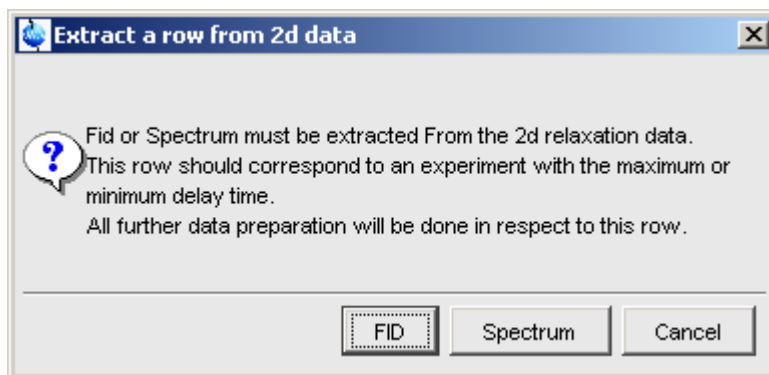 Extract a row from 2d data
Fid or Spectrum must be extracted From the 2d relaxation data.
This row should correspond to an experiment with the maximum or
minimum delay time.
All further data preparation will be done in respect to this row.
FID
Spectrum
Cancel